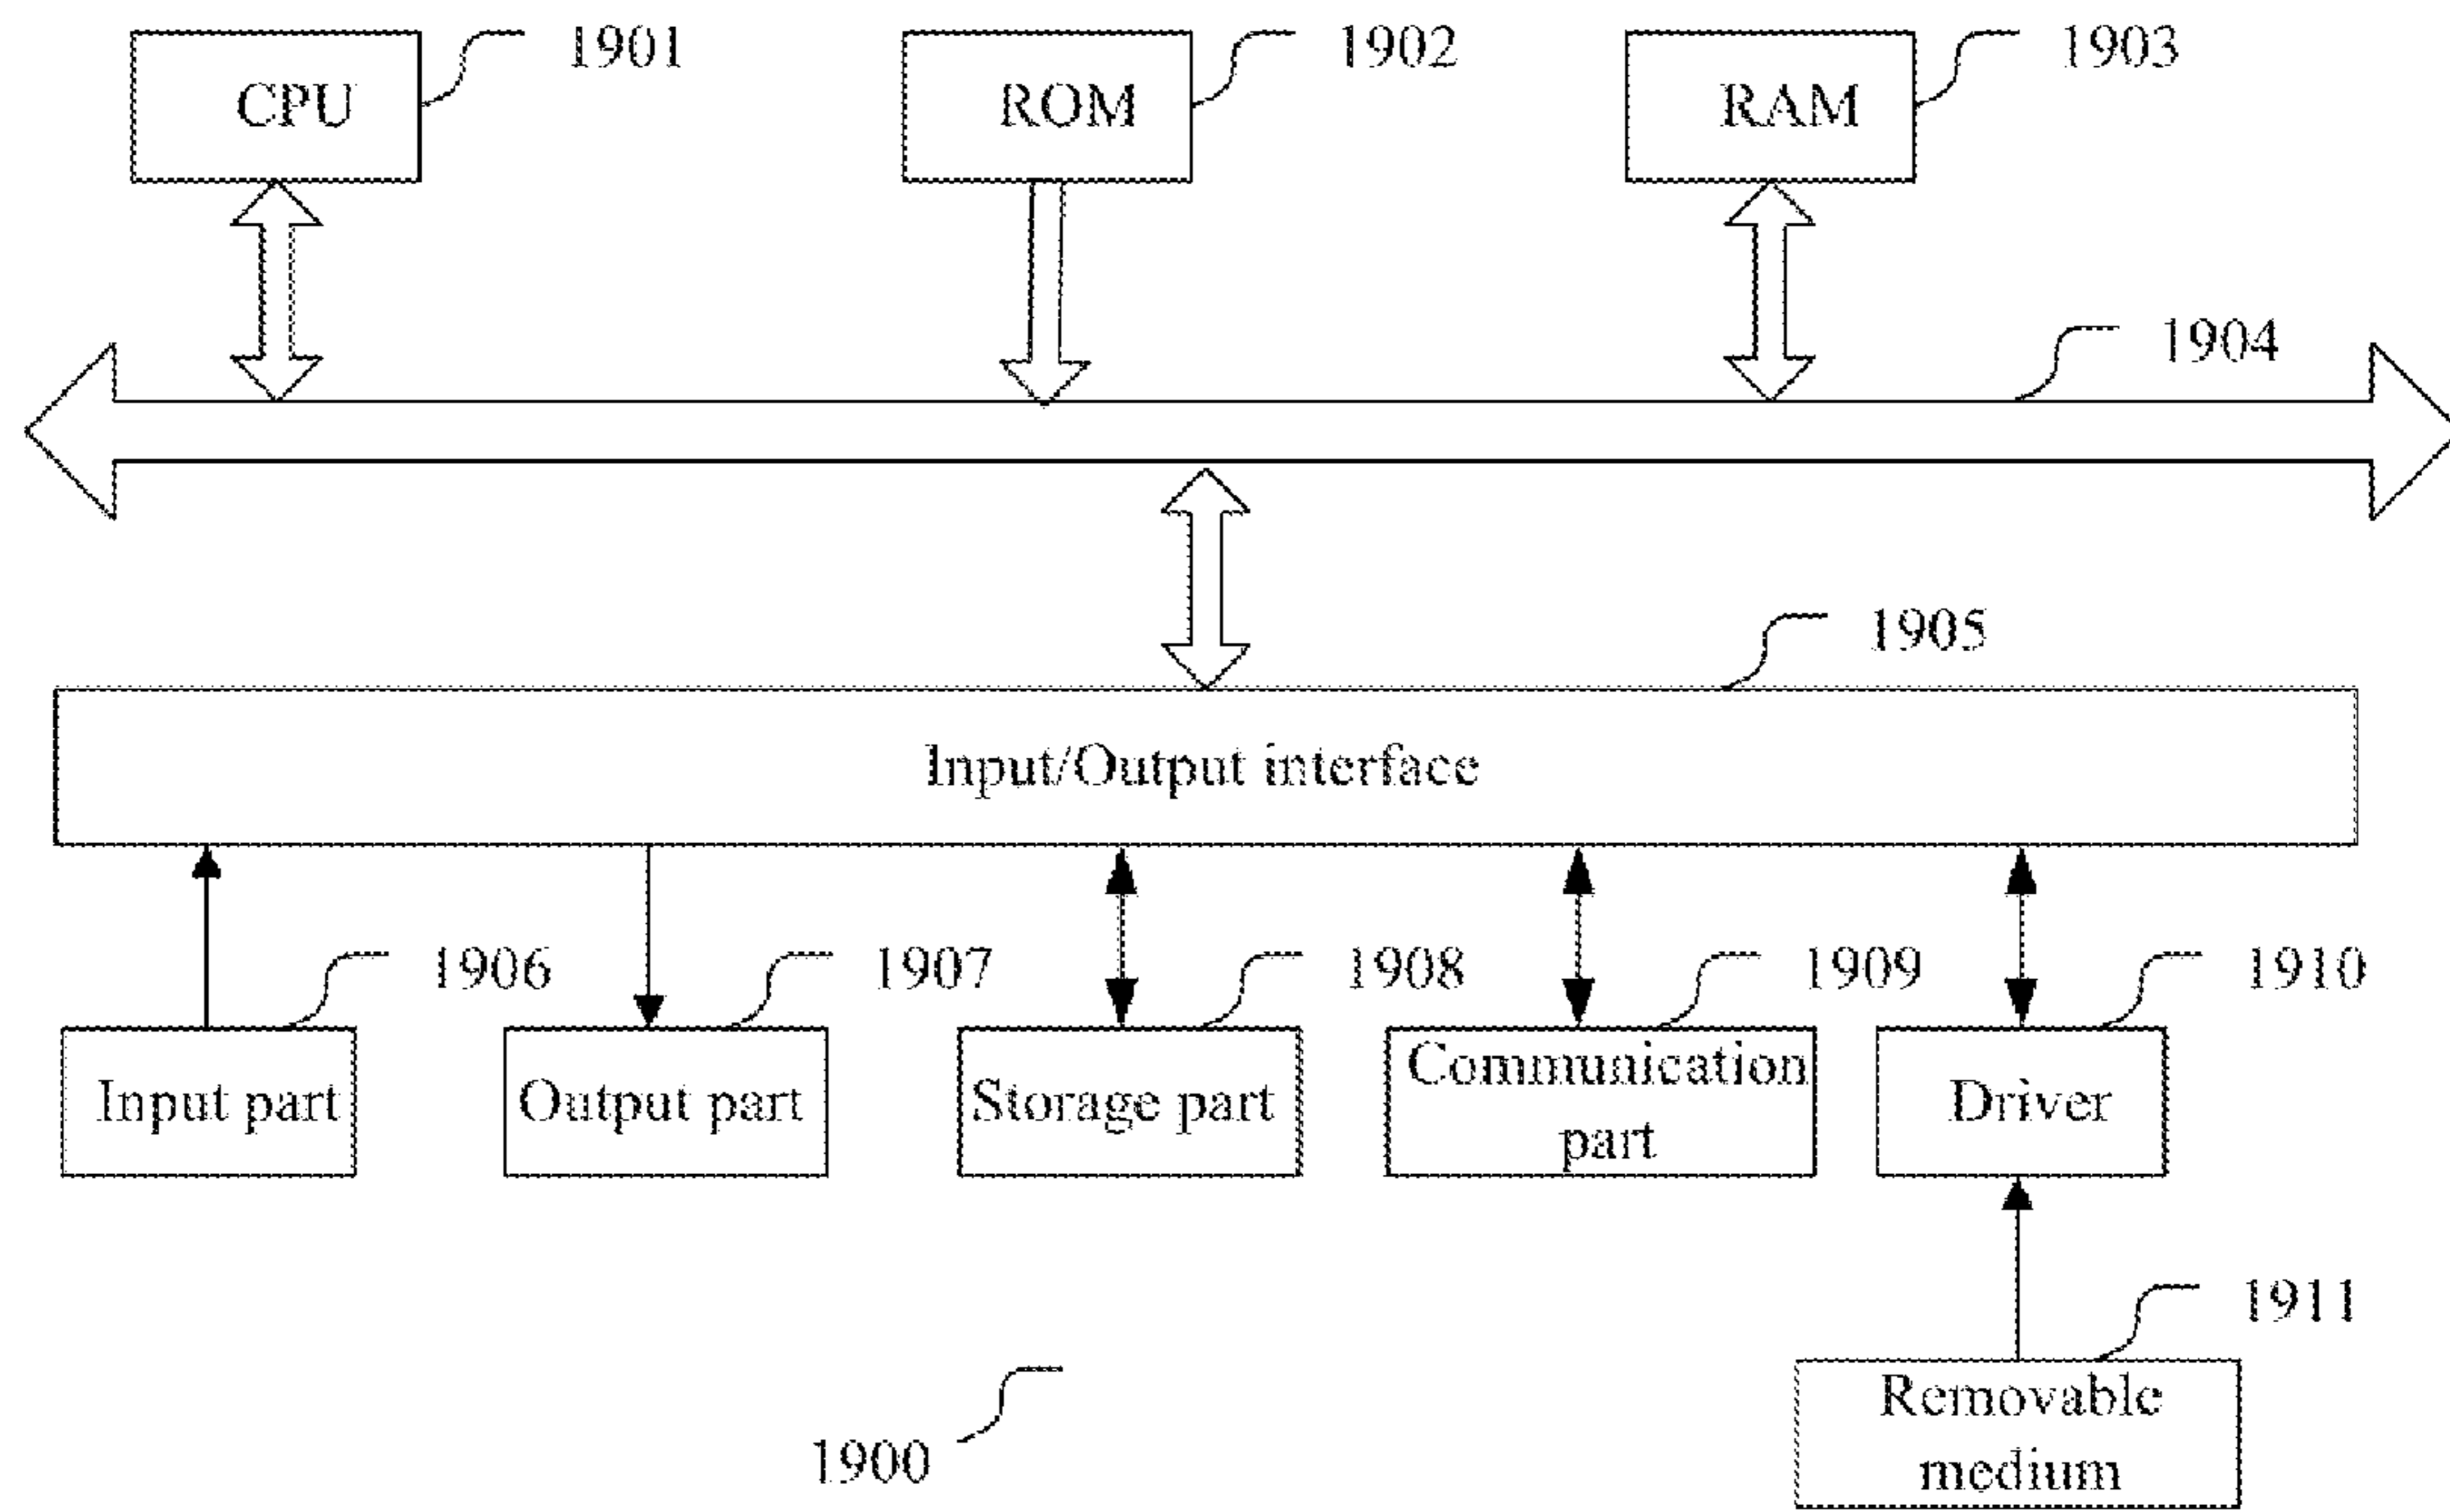 CPU
1901
ROM
1902
RAM
1903
1904
1905
Input/Output interface
1906
1907
1908
1909
1910
Input part
Output part
Storage part
Communication
part
Driver
1911
Removable
medium
1900